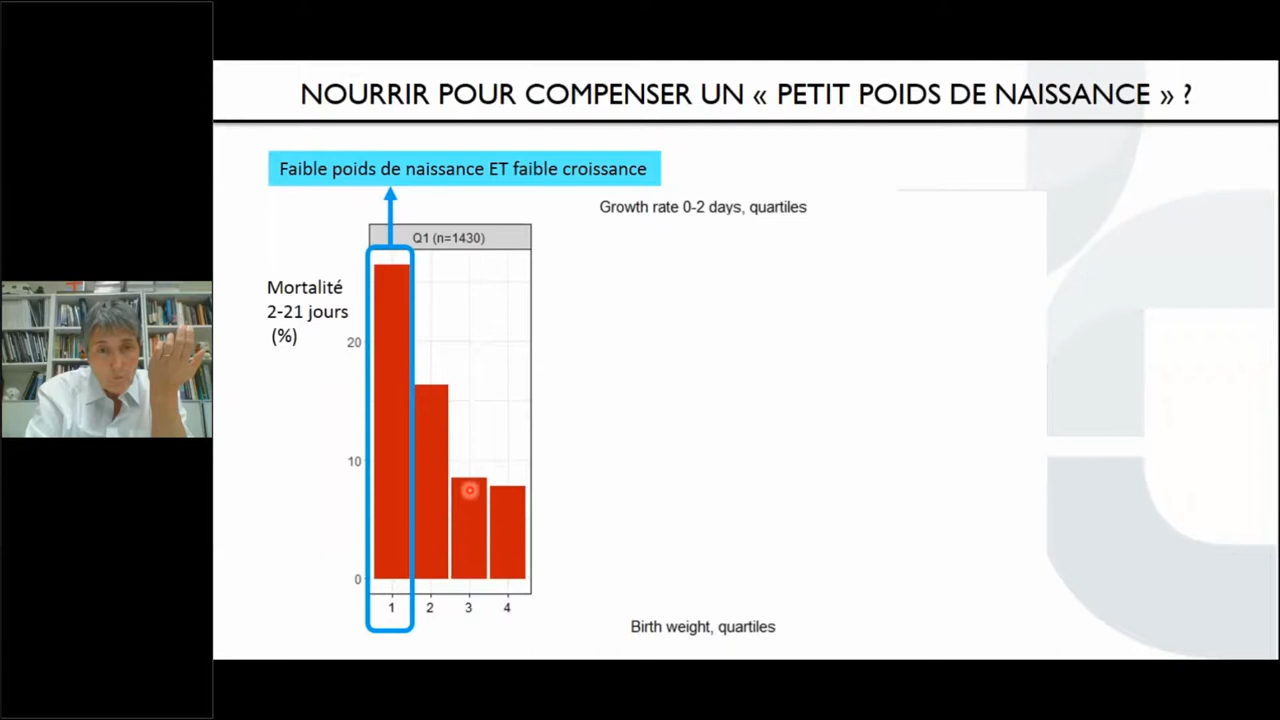 NOURRIR POUR COMPENSER UN « PETIT POIDS DE NAISSANCE » ?
Faible poids de naissance ET faible croissance
Growth rate 0-2 days, quartiles
Q1 (n=1430)
Mortalité
2-21 jours
(%)
20
10
0
1 2 3 4
Birth weight, quartiles